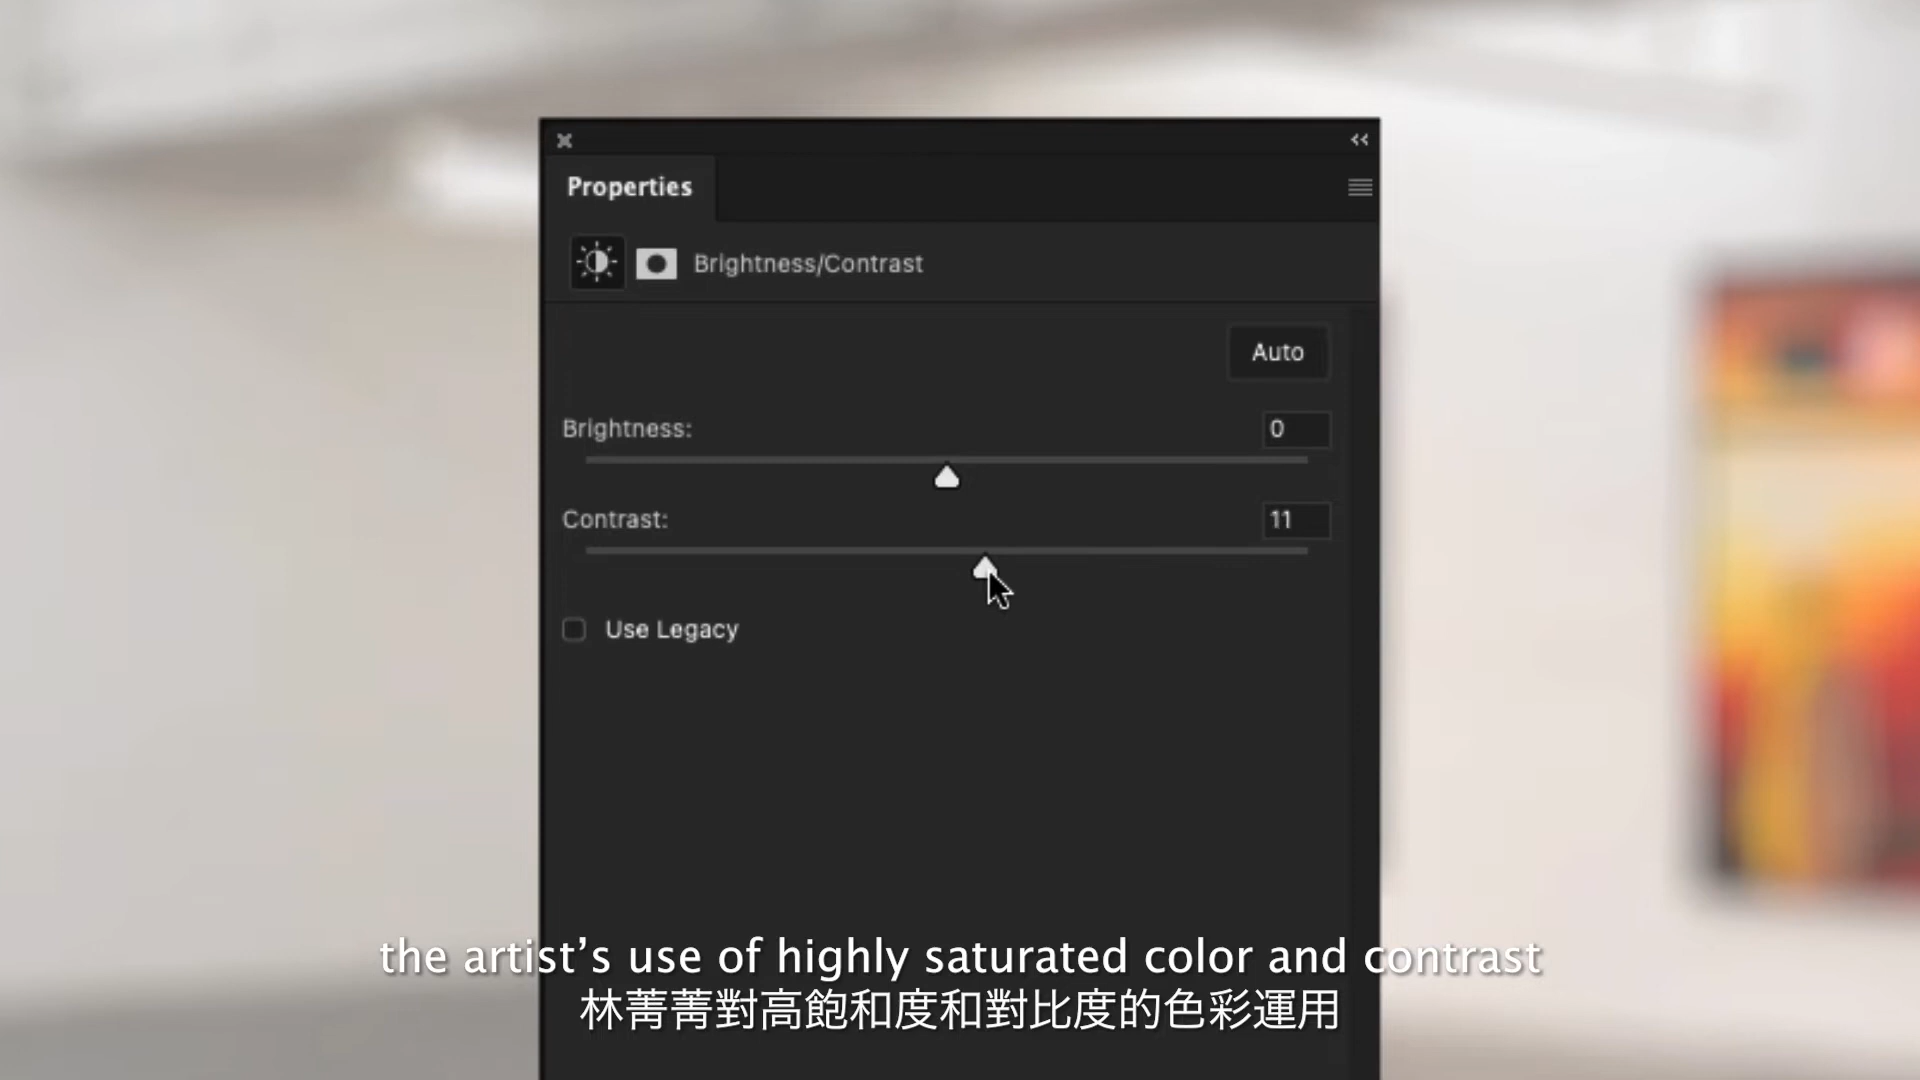 Properties
Brightness/Contrast
Auto
Brightness:
0
Contrast:
11
Use Legacy
the artist’s use of highly saturated color and contrast
林菁菁對高飽和度和對比度的色彩運用